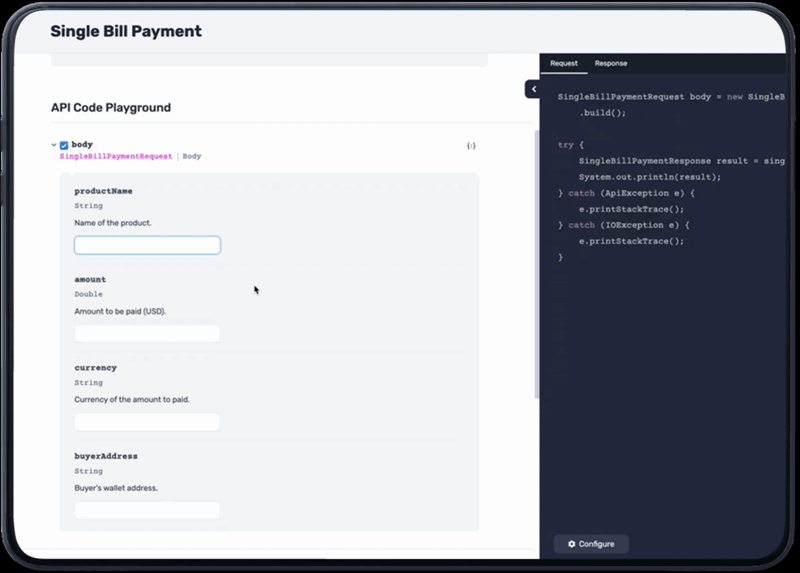 Single Bill Payment
API Code Playground
body
SingleBillPaymentRequest | Body
{:}
productName
String
Name of the product.
amount
Double
Amount to be paid (USD).
currency
String
Currency of the amount to paid.
buyerAddress
String
Buyer's wallet address.
Request Response
SingleBillPaymentRequest body = new SingleB
.build();
try {
SingleBillPaymentResponse result = sing
System.out.println(result);
} catch (ApiException e) {
e.printStackTrace();
} catch (IOException e) {
e.printStackTrace();
}
Configure